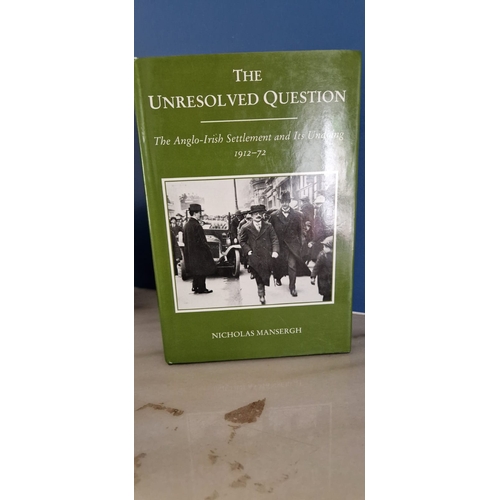 THE
UNRESOLVED QUESTION
The Anglo-Irish Settlement and Its Undoing
1912–72
NICHOLAS MANSERGH